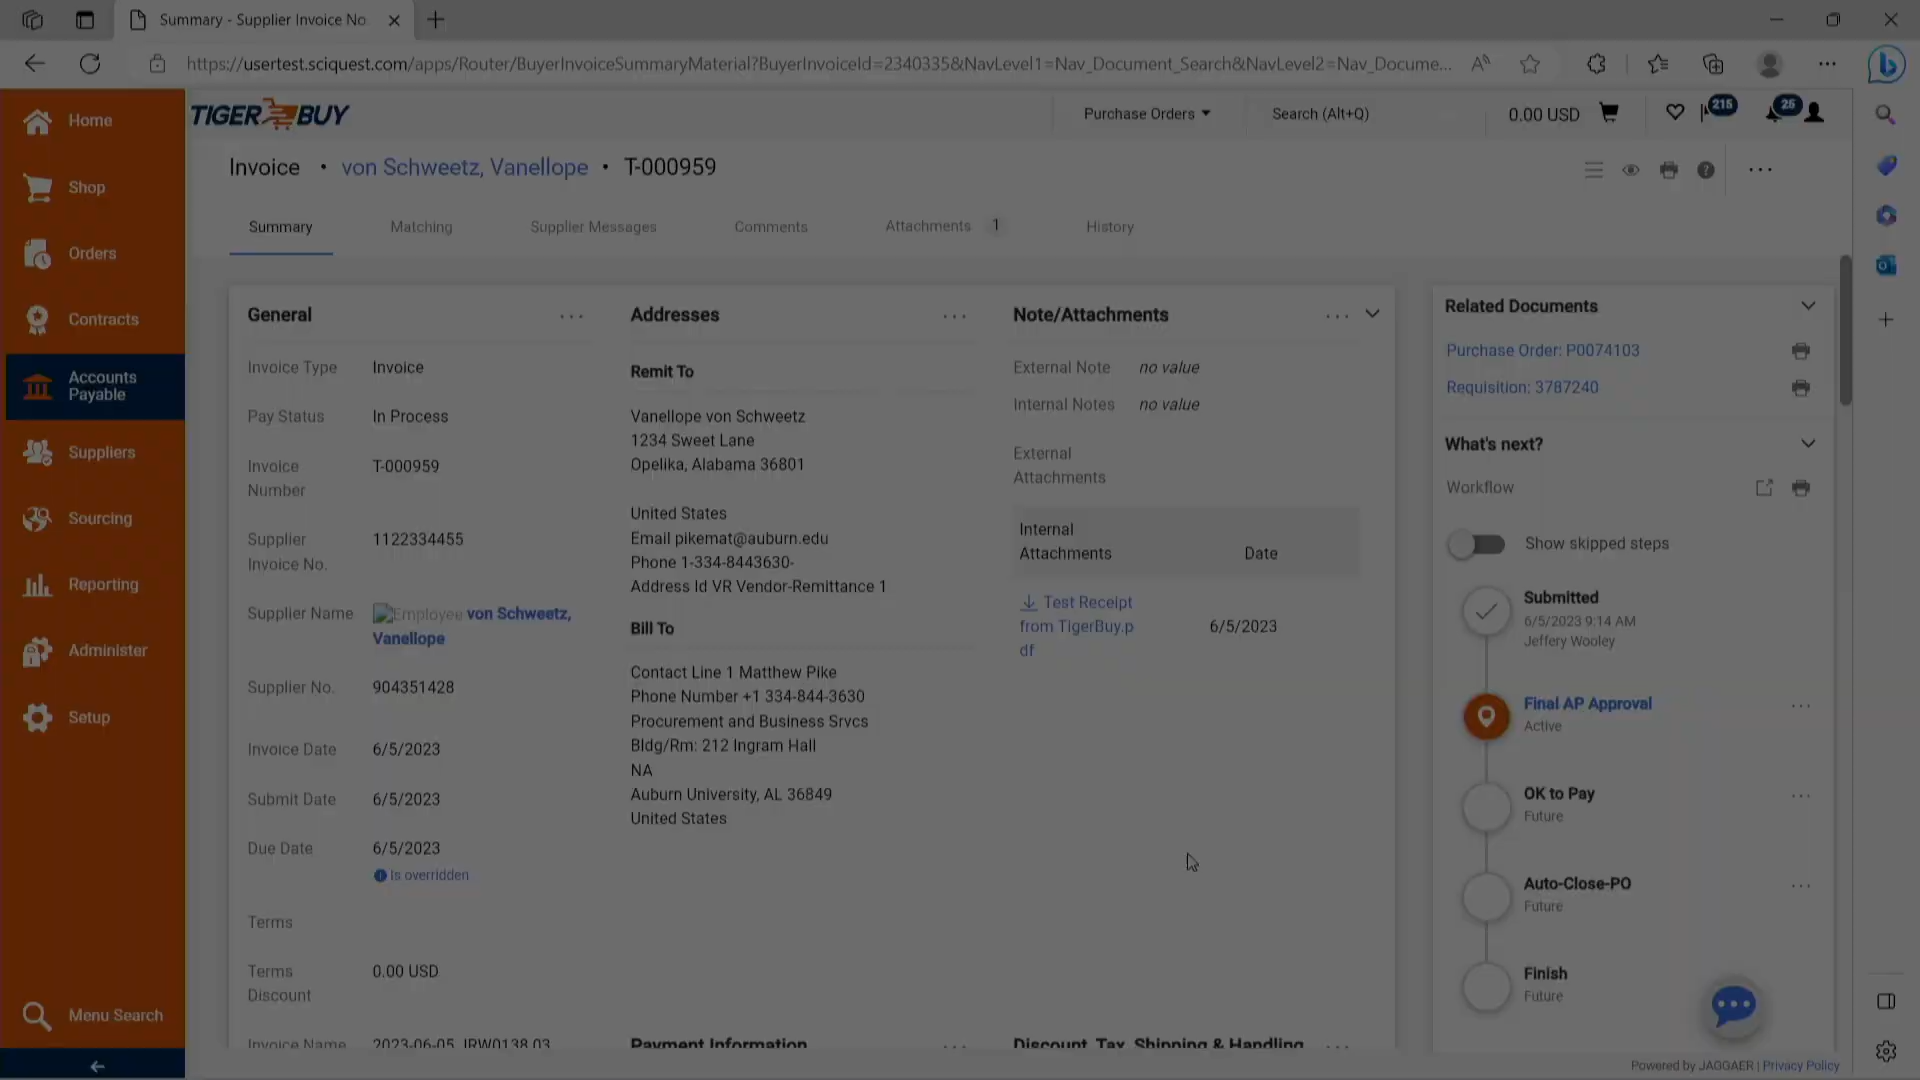 Summary - Supplier Invoice No
https://usertest.sciquest.com/apps/Router/BuyerInvoiceSummaryMaterial?BuyerInvoiceId=2340335&NavLevel1=Nav_Document_Search&NavLevel2=Nav_Docume...
TIGER BUY
Purchase Orders
Search (Alt+Q)
0.00 USD
215
25
Home
Shop
Orders
Contracts
Accounts
Payable
Suppliers
Sourcing
Reporting
Administer
Setup
Menu Search
Invoice • von Schweetz, Vanellope • T-000959
Summary
Matching
Supplier Messages
Comments
Attachments 1
History
General
Invoice Type Invoice
Pay Status In Process
Invoice
Number
T-000959
Supplier
Invoice No.
1122334455
Supplier Name
Employee von Schweetz,
Vanellope
Supplier No. 904351428
Invoice Date 6/5/2023
Submit Date 6/5/2023
Due Date 6/5/2023
Is overridden
Terms
Terms
Discount
0.00 USD
Invoice Name 2023-06-05 JRW0138 03
Addresses
Remit To
Vanellope von Schweetz
1234 Sweet Lane
Opelika, Alabama 36801
United States
Email pikemat@auburn.edu
Phone 1-334-8443630-
Address Id VR Vendor-Remittance 1
Bill To
Contact Line 1 Matthew Pike
Phone Number +1 334-844-3630
Procurement and Business Srvcs
Bldg/Rm: 212 Ingram Hall
NA
Auburn University, AL 36849
United States
Payment Information
Note/Attachments
External Note no value
Internal Notes no value
External
Attachments
Internal
Attachments
Date
Test Receipt
from TigerBuy.p
df
6/5/2023
Discount, Tax, Shipping & Handling
Related Documents
Purchase Order: P0074103
Requisition: 3787240
What's next?
Workflow
Show skipped steps
Submitted
6/5/2023 9:14 AM
Jeffery Wooley
Final AP Approval
Active
OK to Pay
Future
Auto-Close-PO
Future
Finish
Future
Powered by JAGGAER | Privacy Policy